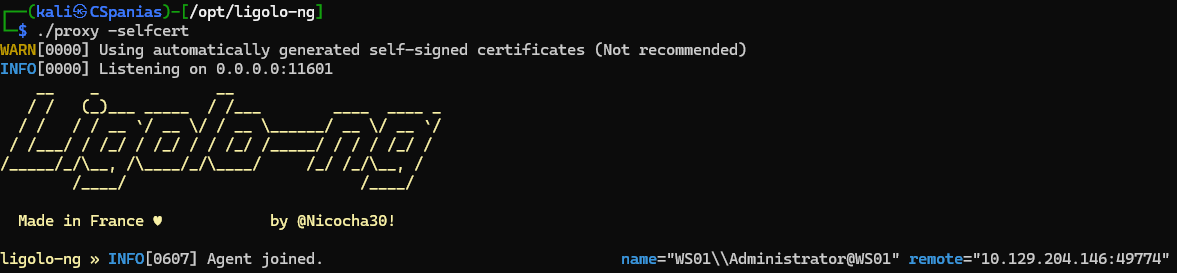 ┌──(kali㉿CSpanias)-[/opt/ligolo-ng]
└─$ ./proxy -selfcert
WARN[0000] Using automatically generated self-signed certificates (Not recommended)
INFO[0000] Listening on 0.0.0.0:11601
Ligolo-ng
Made in France ♥ by @Nicocha30!
ligolo-ng » INFO[0607] Agent joined. name="WS01\\Administrator@WS01" remote="10.129.204.146:49774"